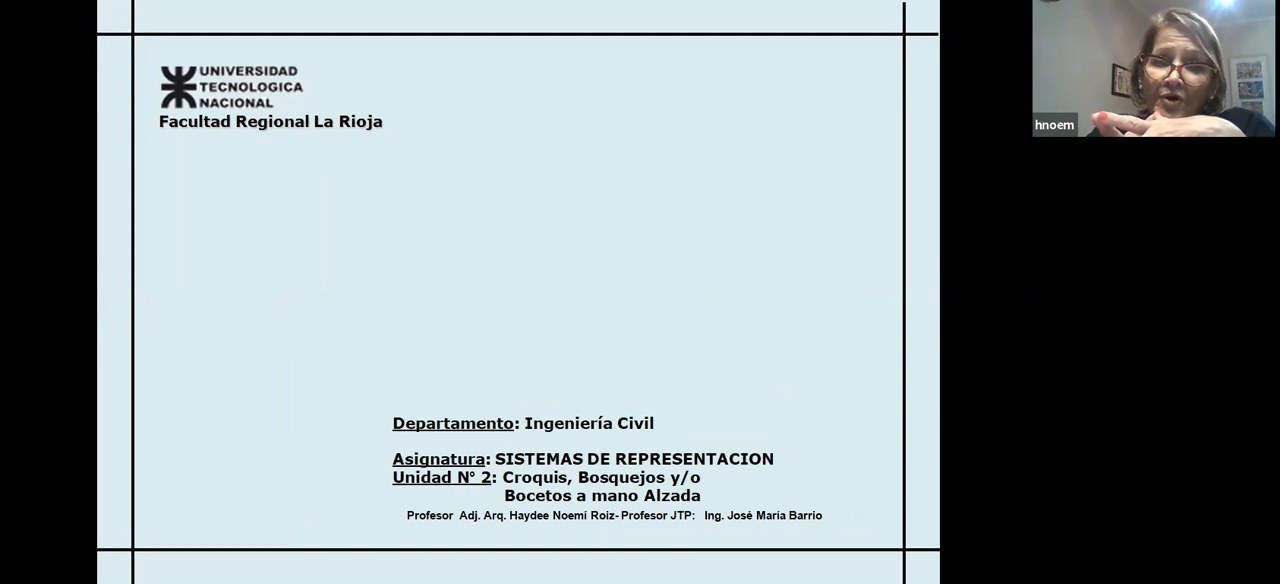 UNIVERSIDAD
TECNOLOGICA
NACIONAL
Facultad Regional La Rioja
hnoem
Departamento: Ingeniería Civil
Asignatura: SISTEMAS DE REPRESENTACION
Unidad N° 2: Croquis, Bosquejos y/o
Bocetos a mano Alzada
Profesor Adj. Arq. Haydee Noemí Roiz- Profesor JTP: Ing. José María Barrio